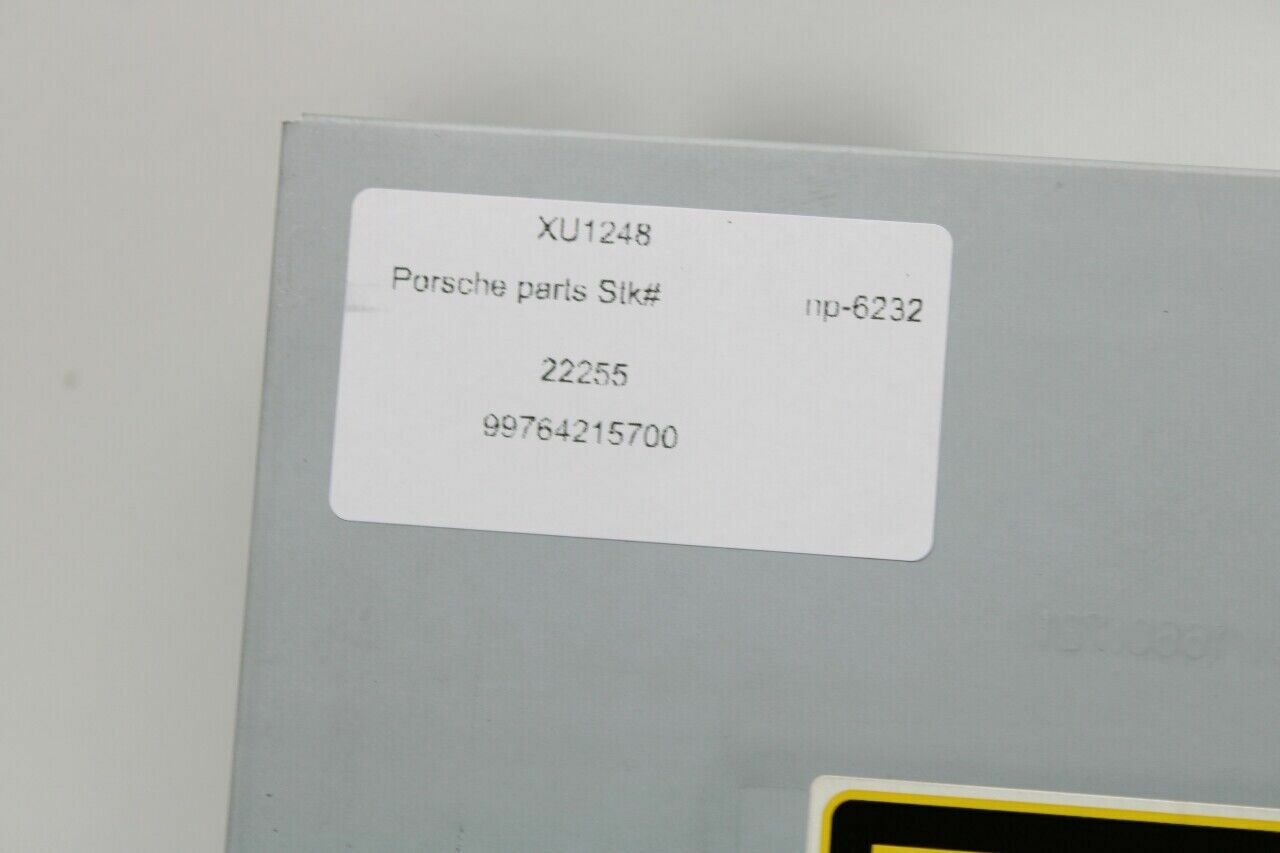 XU1248
Porsche parts Stk# np-6232
22255
99764215700